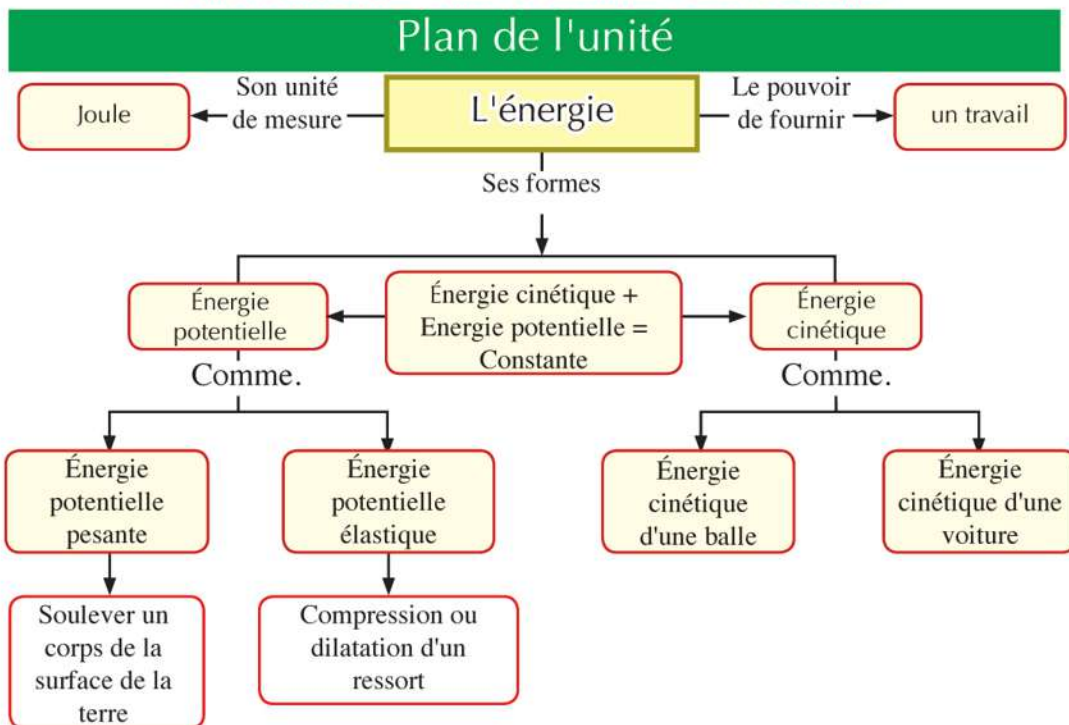 Plan de l'unité
Joule
Son unité
de mesure
L'énergie
Le pouvoir
de fournir
un travail
Ses formes
Énergie
potentielle
Énergie cinétique +
Energie potentielle =
Constante
Énergie
cinétique
Comme.
Comme.
Énergie
potentielle
pesante
Énergie
potentielle
élastique
Énergie
cinétique
d'une balle
Énergie
cinétique d'une
voiture
Soulever un
corps de la
surface de la
terre
Compression ou
dilatation d'un
ressort